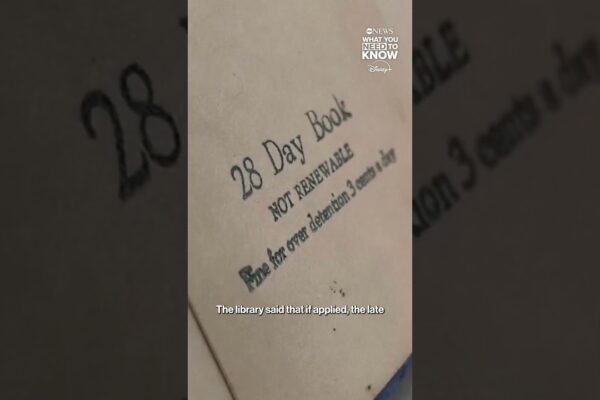 abc NEWS
WHAT YOU
NEED TO
KNOW
Disney+
28 Day Book
NOT RENEWABLE
Fine for over detention 3 cents a day
The library said that if applied, the late